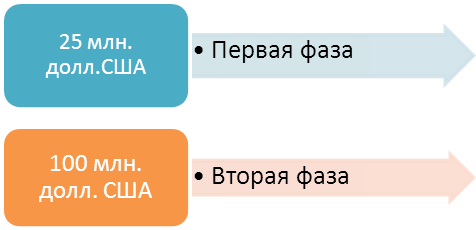 25 млн.
долл.США
• Первая фаза
100 млн.
долл. США
• Вторая фаза